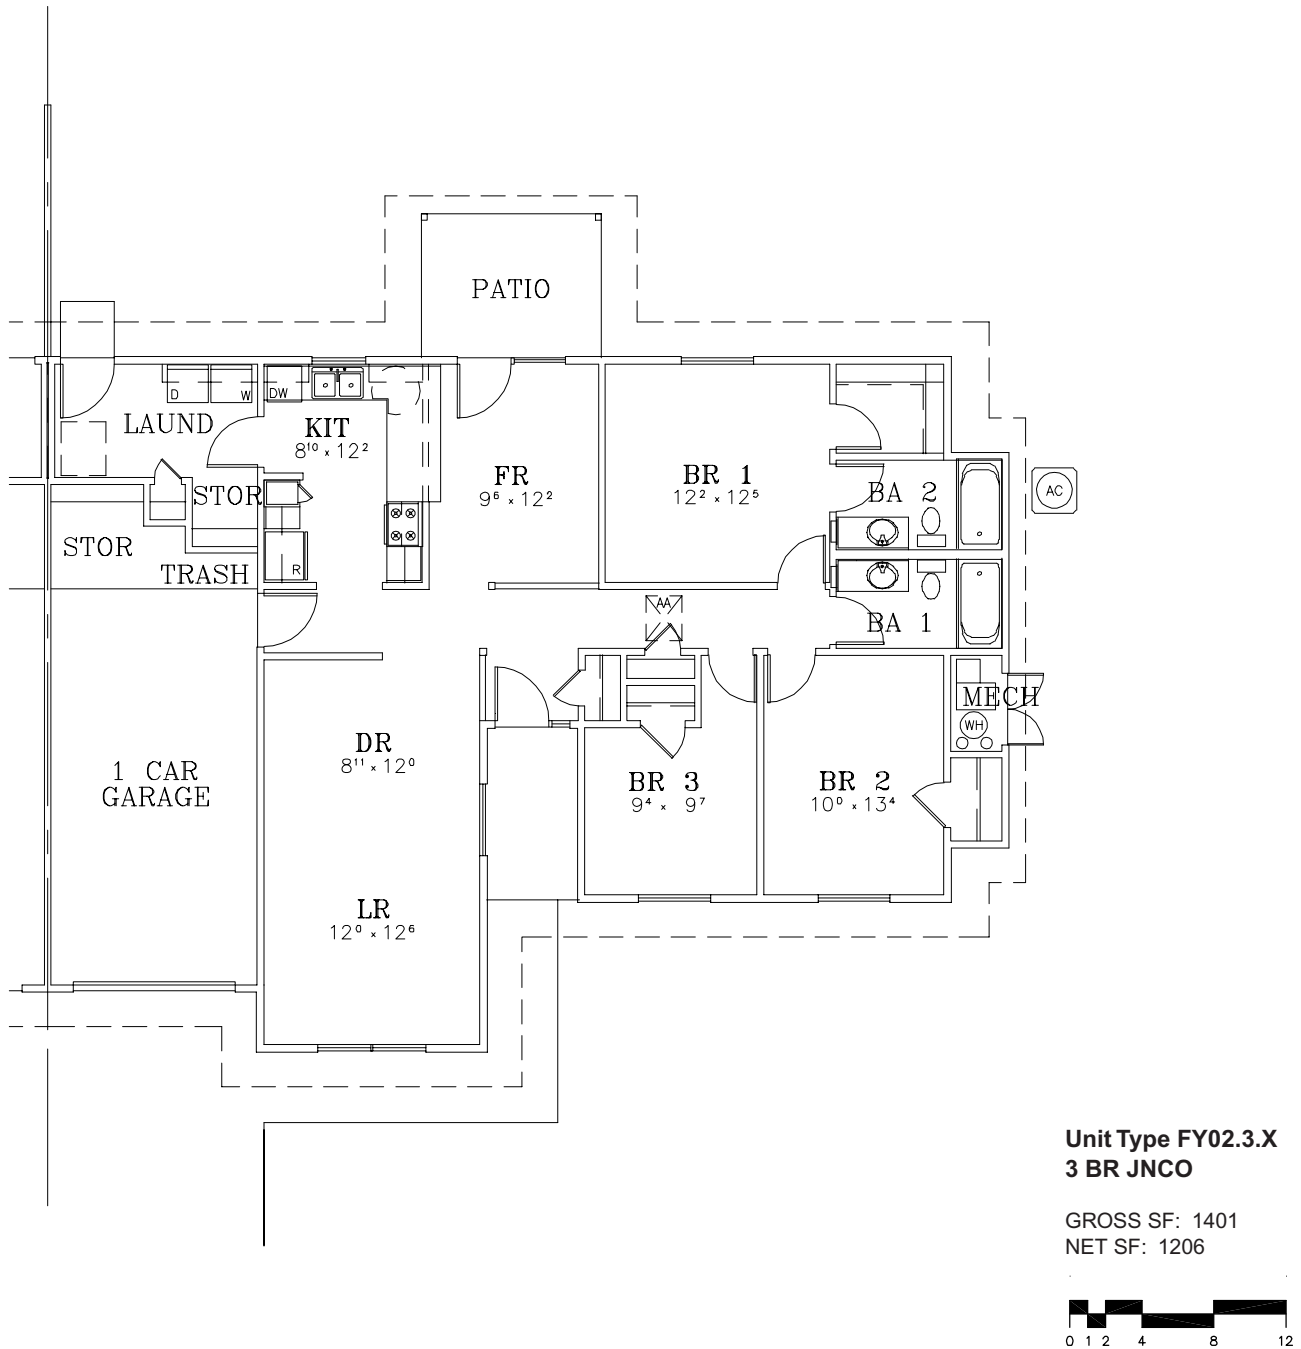 PATIO
D
W
DW
LAUND
KIT
8¹⁰ x 12²
FR
9⁶ x 12²
BR 1
12² x 12⁵
BA 2
AC
STOR
STOR
TRASH
R
AA
BA 1
MECH
WH
DR
8¹¹ x 12⁰
1 CAR
GARAGE
BR 3
9⁴ x 9⁷
BR 2
10⁰ x 13⁴
LR
12⁰ x 12⁶
Unit Type FY02.3.X
3 BR JNCO
GROSS SF: 1401
NET SF: 1206
0 1 2 4 8 12